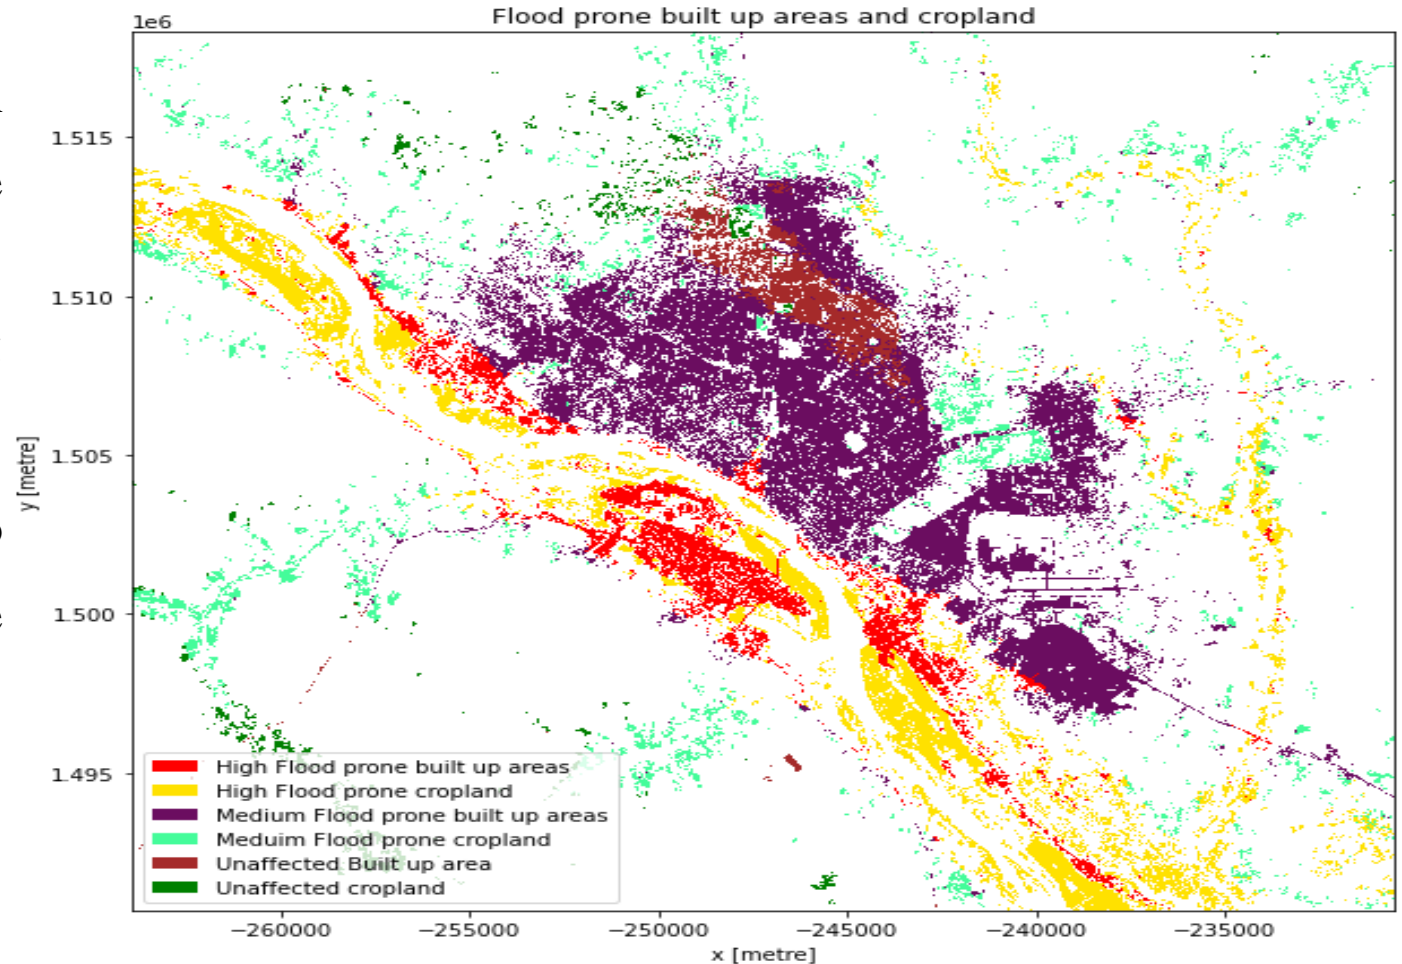 Flood prone built up areas and cropland
1e6
1.515
1.510
1.505
1.500
1.495
y [metre]
High Flood prone built up areas
High Flood prone cropland
Medium Flood prone built up areas
Meduim Flood prone cropland
Unaffected Built up area
Unaffected cropland
−260000 −255000 −250000 −245000 −240000 −235000
x [metre]